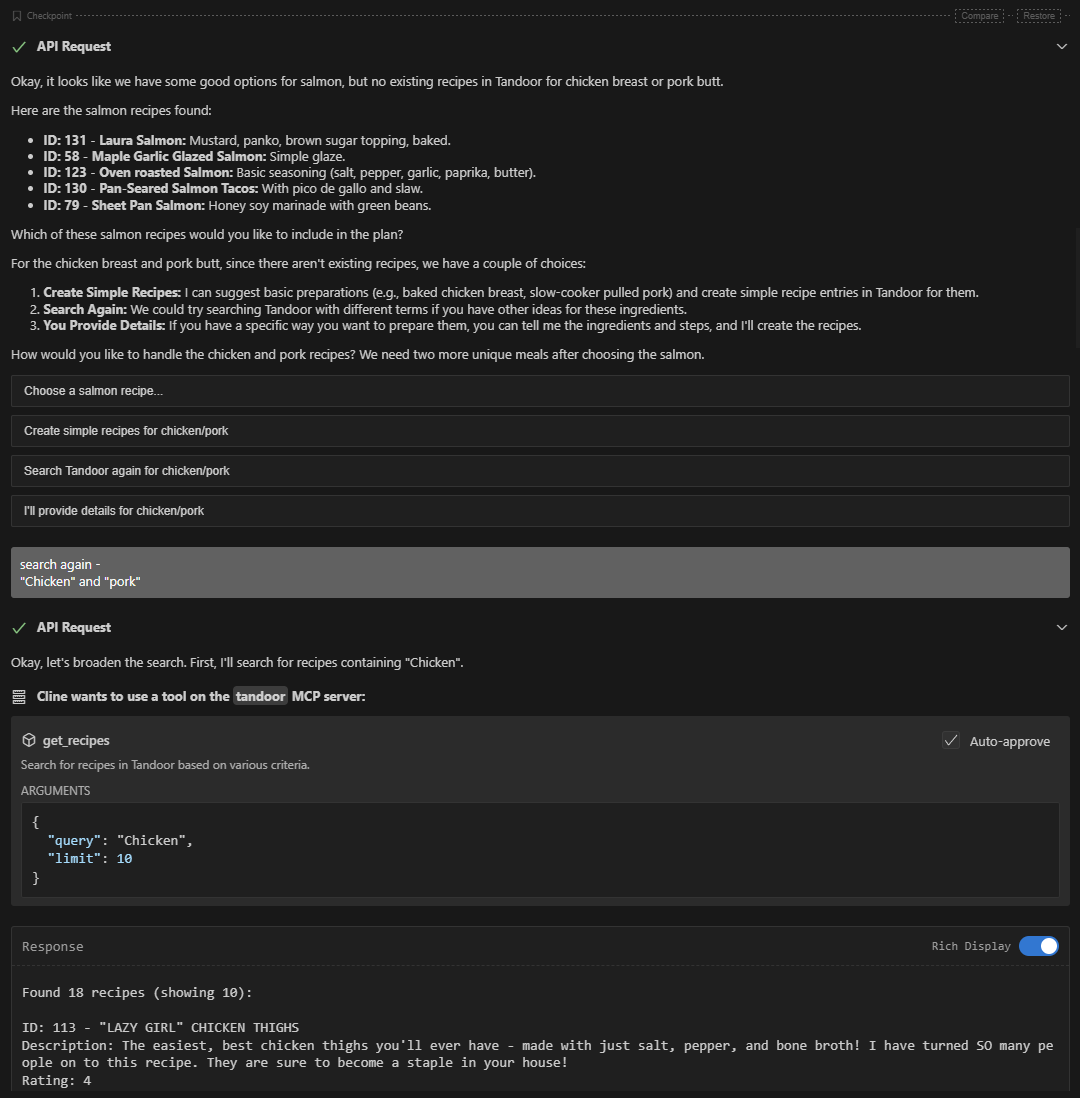 Checkpoint
Compare
Restore
API Request
Okay, it looks like we have some good options for salmon, but no existing recipes in Tandoor for chicken breast or pork butt.
Here are the salmon recipes found:
• ID: 131 - Laura Salmon: Mustard, panko, brown sugar topping, baked.
• ID: 58 - Maple Garlic Glazed Salmon: Simple glaze.
• ID: 123 - Oven roasted Salmon: Basic seasoning (salt, pepper, garlic, paprika, butter).
• ID: 130 - Pan-Seared Salmon Tacos: With pico de gallo and slaw.
• ID: 79 - Sheet Pan Salmon: Honey soy marinade with green beans.
Which of these salmon recipes would you like to include in the plan?
For the chicken breast and pork butt, since there aren't existing recipes, we have a couple of choices:
1. Create Simple Recipes: I can suggest basic preparations (e.g., baked chicken breast, slow-cooker pulled pork) and create simple recipe entries in Tandoor for them.
2. Search Again: We could try searching Tandoor with different terms if you have other ideas for these ingredients.
3. You Provide Details: If you have a specific way you want to prepare them, you can tell me the ingredients and steps, and I'll create the recipes.
How would you like to handle the chicken and pork recipes? We need two more unique meals after choosing the salmon.
Choose a salmon recipe...
Create simple recipes for chicken/pork
Search Tandoor again for chicken/pork
I'll provide details for chicken/pork
search again -
"Chicken" and "pork"
API Request
Okay, let's broaden the search. First, I'll search for recipes containing "Chicken".
Cline wants to use a tool on the tandoor MCP server:
get_recipes
Auto-approve
Search for recipes in Tandoor based on various criteria.
ARGUMENTS
{
"query": "Chicken",
"limit": 10
}
Response
Rich Display
Found 18 recipes (showing 10):
ID: 113 - "LAZY GIRL" CHICKEN THIGHS
Description: The easiest, best chicken thighs you'll ever have - made with just salt, pepper, and bone broth! I have turned SO many pe
ople on to this recipe. They are sure to become a staple in your house!
Rating: 4